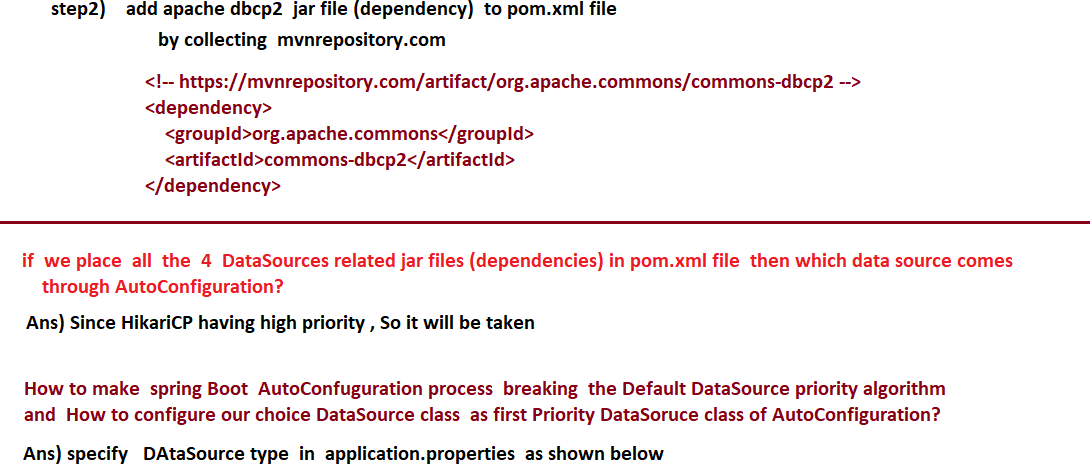 step2) add apache dbcp2 jar file (dependency) to pom.xml file
by collecting mvnrepository.com
<!-- https://mvnrepository.com/artifact/org.apache.commons/commons-dbcp2 -->
<dependency>
<groupId>org.apache.commons</groupId>
<artifactId>commons-dbcp2</artifactId>
</dependency>
if we place all the 4 DataSources related jar files (dependencies) in pom.xml file then which data source comes
through AutoConfiguration?
Ans) Since HikariCP having high priority , So it will be taken
How to make spring Boot AutoConfuguration process breaking the Default DataSource priority algorithm
and How to configure our choice DataSource class as first Priority DataSoruce class of AutoConfiguration?
Ans) specify DAtaSource type in application.properties as shown below